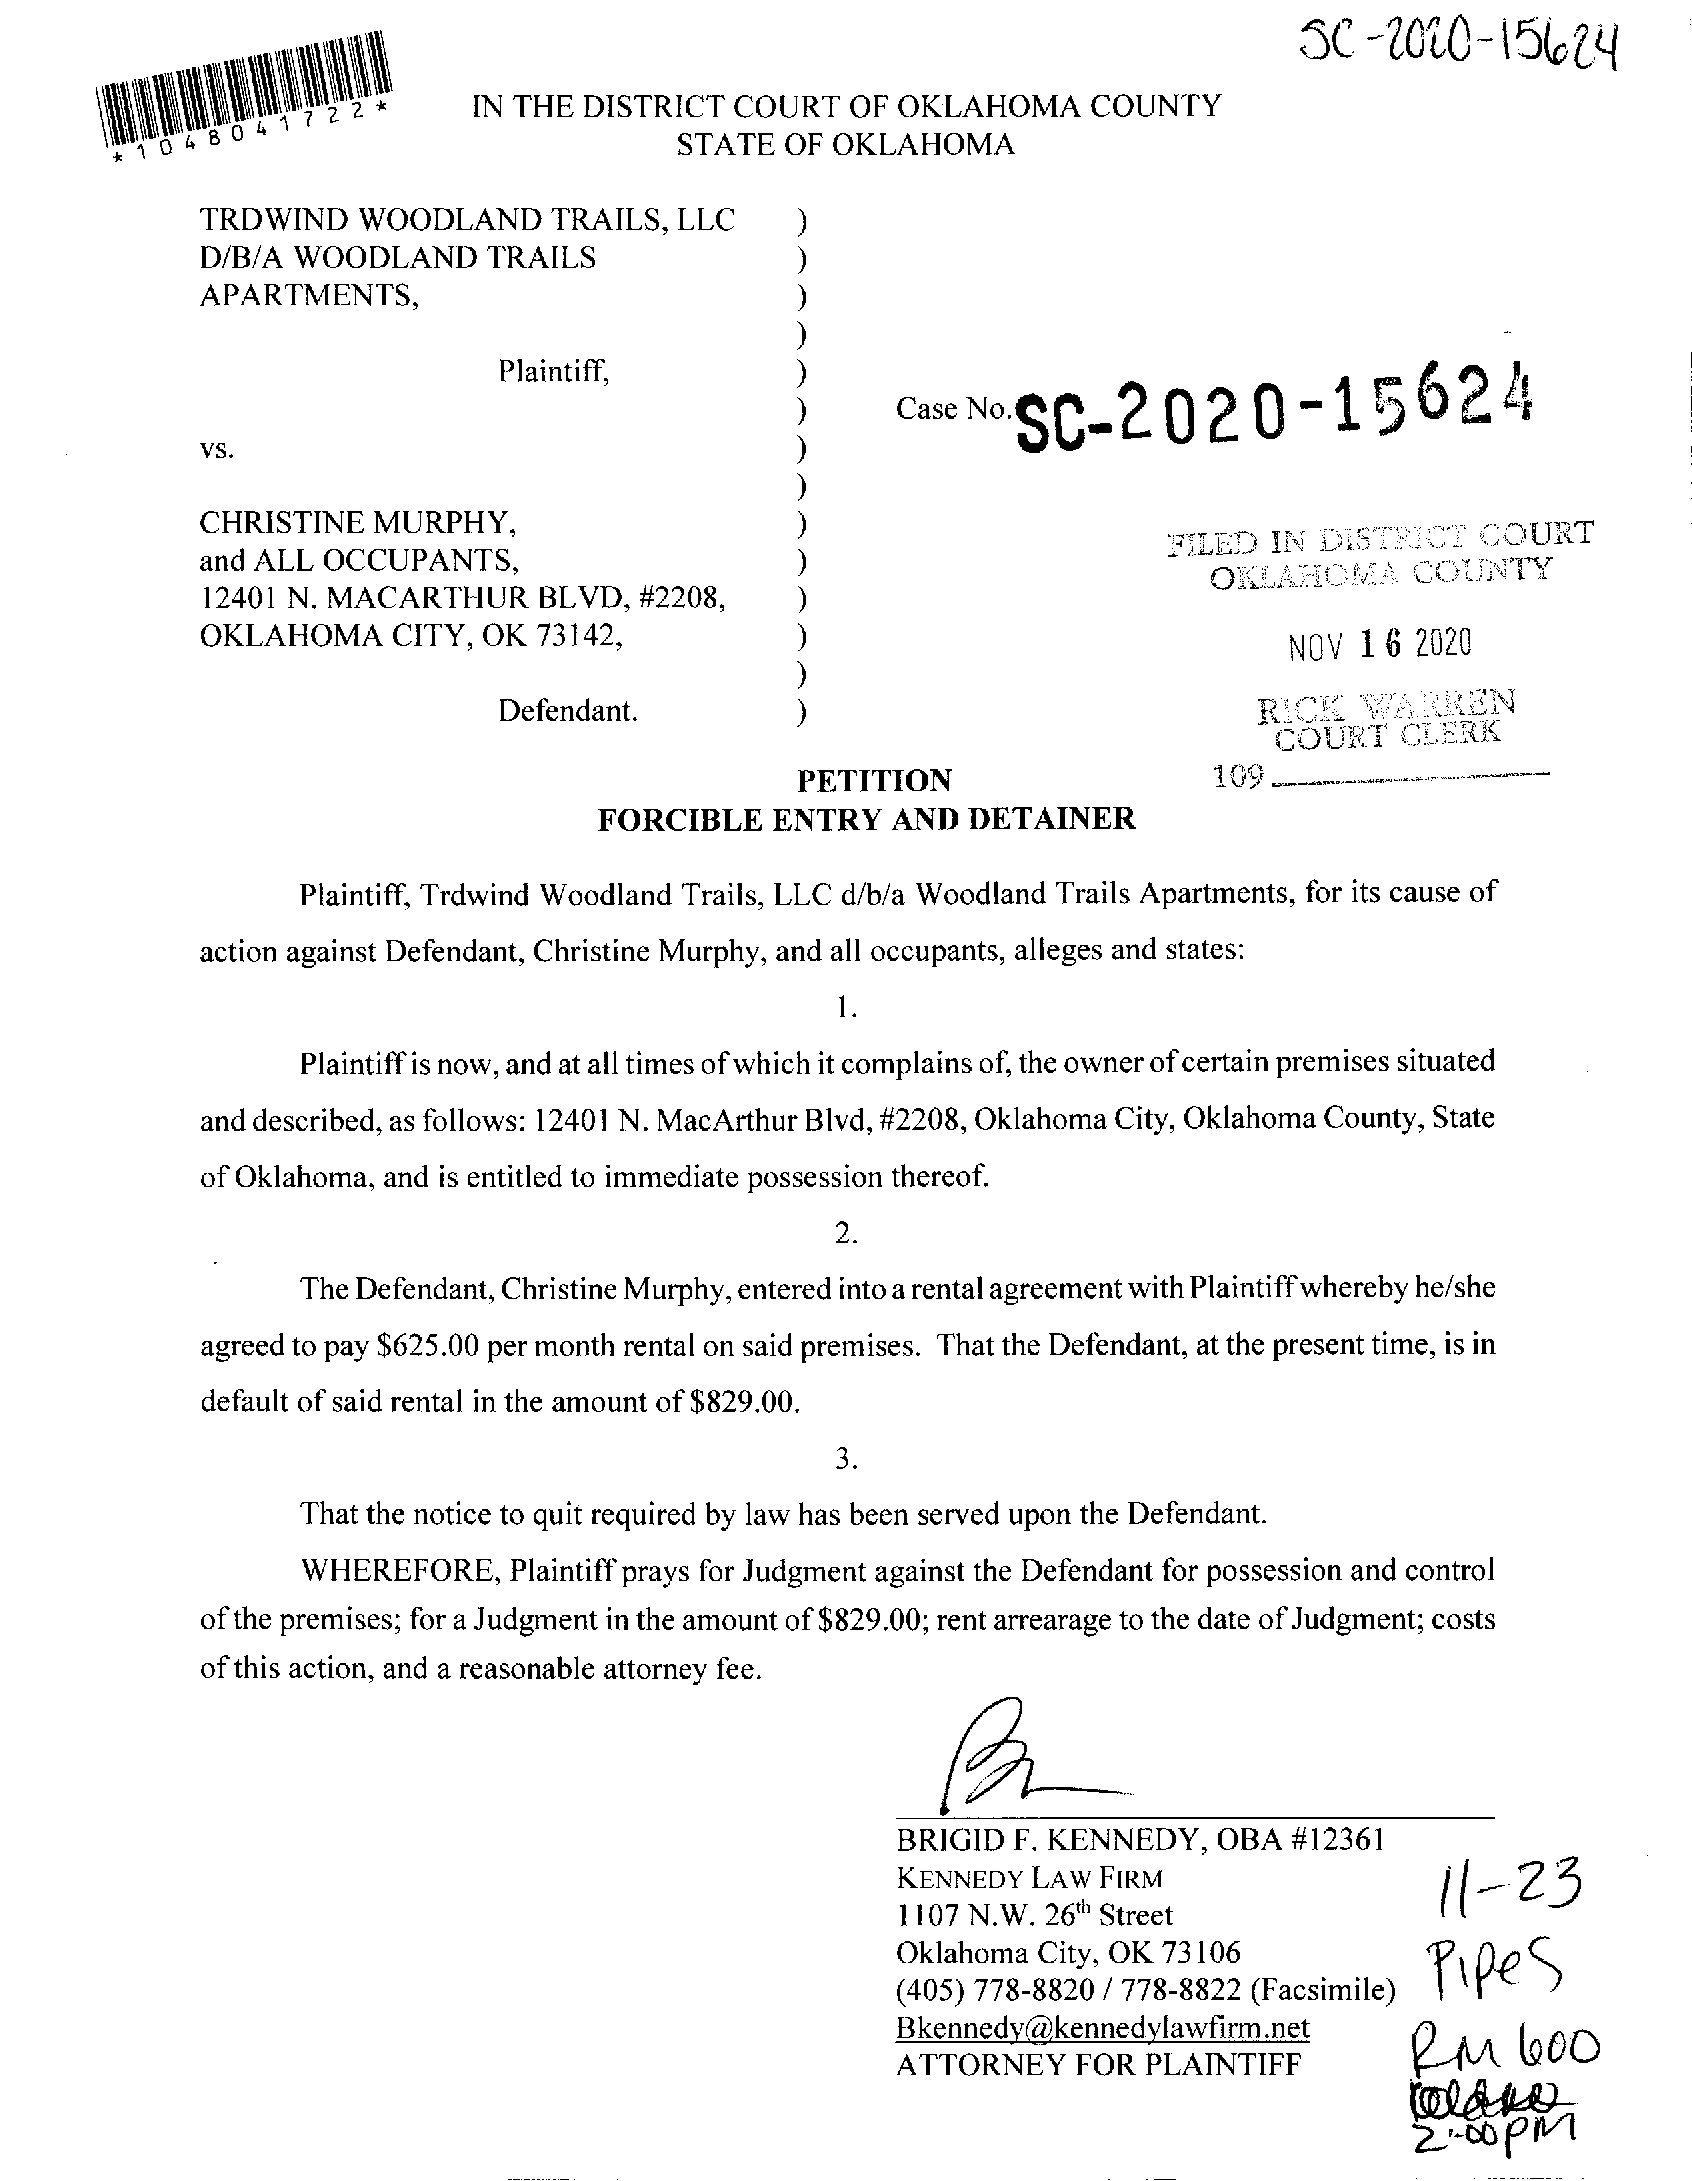 SC-2020-15624
*1048041722*
IN THE DISTRICT COURT OF OKLAHOMA COUNTY
STATE OF OKLAHOMA
TRDWIND WOODLAND TRAILS, LLC )
D/B/A WOODLAND TRAILS )
APARTMENTS, )
)
Plaintiff, )
) Case No. SC-2020-15624
vs. )
)
CHRISTINE MURPHY, )
and ALL OCCUPANTS, )
12401 N. MACARTHUR BLVD, #2208, )
OKLAHOMA CITY, OK 73142, )
)
Defendant. )
FILED IN DISTRICT COURT
OKLAHOMA COUNTY
NOV 16 2020
RICK WARREN
COURT CLERK
109
PETITION
FORCIBLE ENTRY AND DETAINER
Plaintiff, Trdwind Woodland Trails, LLC d/b/a Woodland Trails Apartments, for its cause of
action against Defendant, Christine Murphy, and all occupants, alleges and states:
1.
Plaintiff is now, and at all times of which it complains of, the owner of certain premises situated
and described, as follows: 12401 N. MacArthur Blvd, #2208, Oklahoma City, Oklahoma County, State
of Oklahoma, and is entitled to immediate possession thereof.
2.
The Defendant, Christine Murphy, entered into a rental agreement with Plaintiff whereby he/she
agreed to pay $625.00 per month rental on said premises. That the Defendant, at the present time, is in
default of said rental in the amount of $829.00.
3.
That the notice to quit required by law has been served upon the Defendant.
WHEREFORE, Plaintiff prays for Judgment against the Defendant for possession and control
of the premises; for a Judgment in the amount of $829.00; rent arrearage to the date of Judgment; costs
of this action, and a reasonable attorney fee.
BRIGID F. KENNEDY, OBA #12361
KENNEDY LAW FIRM
1107 N.W. 26th Street
Oklahoma City, OK 73106
(405) 778-8820 / 778-8822 (Facsimile)
Bkennedy@kennedylawfirm.net
ATTORNEY FOR PLAINTIFF
11-23
Pipes
RM 600
2:00pM